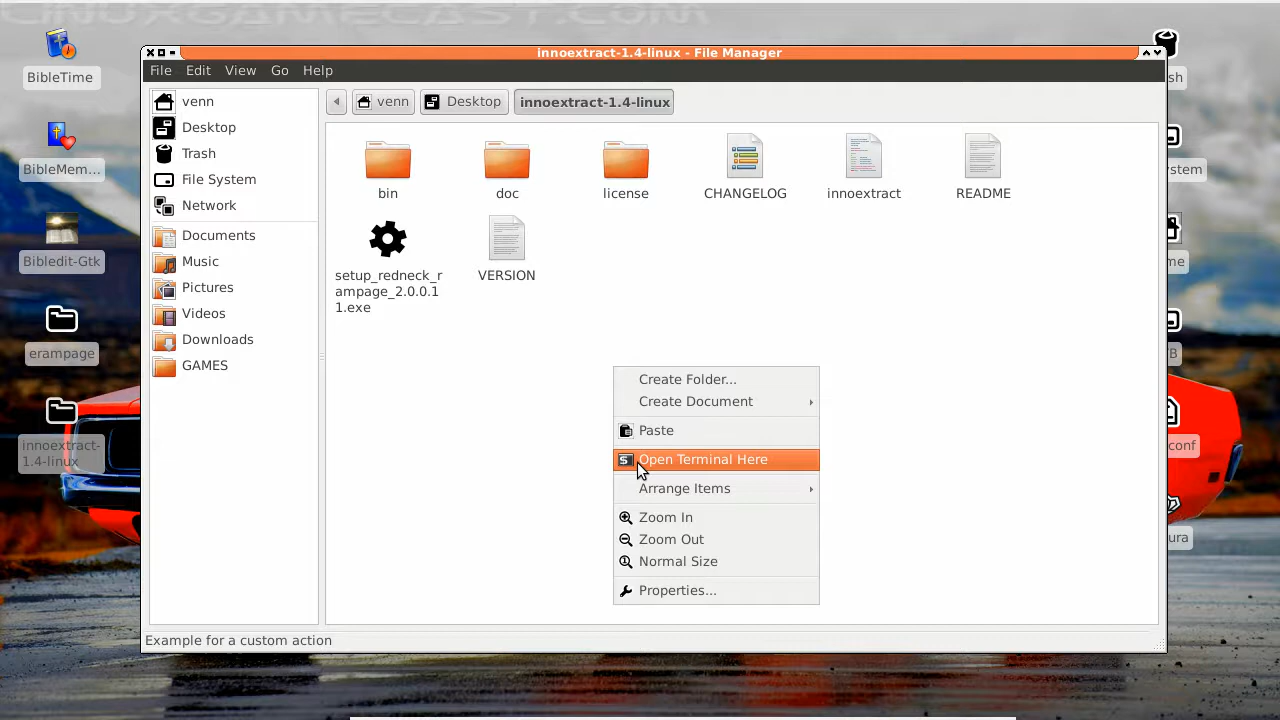 LINUXGAMECAST.COM
innoextract-1.4-linux - File Manager
File Edit View Go Help
venn
Desktop
Trash
File System
Network
Documents
Music
Pictures
Videos
Downloads
GAMES
venn Desktop innoextract-1.4-linux
bin doc license CHANGELOG innoextract README
setup_redneck_r
ampage_2.0.0.1
1.exe
VERSION
Create Folder...
Create Document
Paste
Open Terminal Here
Arrange Items
Zoom In
Zoom Out
Normal Size
Properties...
Example for a custom action
BibleTime
BibleMem...
Bibledit-Gtk
erampage
innoextract-
1.4-linux
sh
stem
me
B
conf
ura